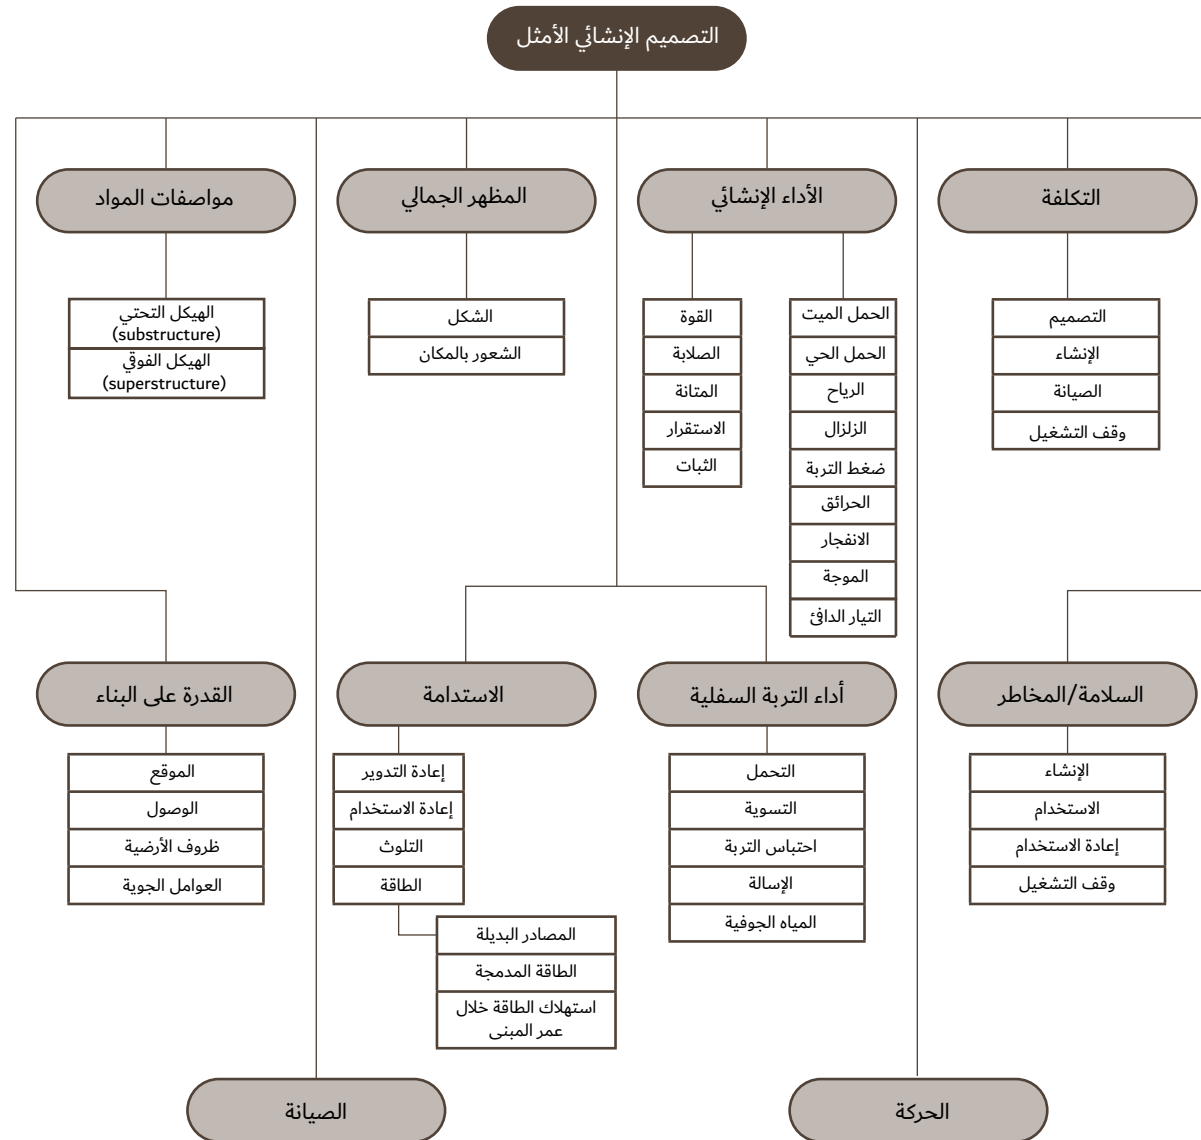 التصميم الإنشائي الأمثل
التكلفة
التصميم
الإنشاء
الصيانة
وقف التشغيل
الأداء الإنشائي
الحمل الميت
الحمل الحي
الرياح
الزلزال
ضغط التربة
الحرائق
الانفجار
الموجة
التيار الدافئ
القوة
الصلابة
المتانة
الاستقرار
الثبات
المظهر الجمالي
الشكل
الشعور بالمكان
مواصفات المواد
الهيكل التحتي
(substructure)
الهيكل الفوقي
(superstructure)
السلامة/المخاطر
الإنشاء
الاستخدام
إعادة الاستخدام
وقف التشغيل
أداء التربة السفلية
التحمل
التسوية
احتباس التربة
الإسالة
المياه الجوفية
الاستدامة
إعادة التدوير
إعادة الاستخدام
التلوث
الطاقة
المصادر البديلة
الطاقة المدمجة
استهلاك الطاقة خلال
عمر المبنى
القدرة على البناء
الموقع
الوصول
ظروف الأرضية
العوامل الجوية
الحركة
الصيانة